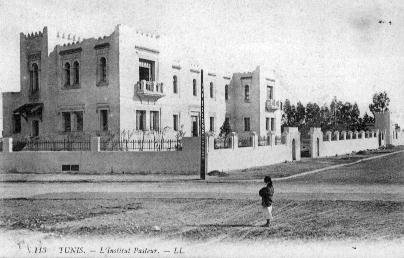 113 TUNIS. — L'Institut Pasteur. — LL